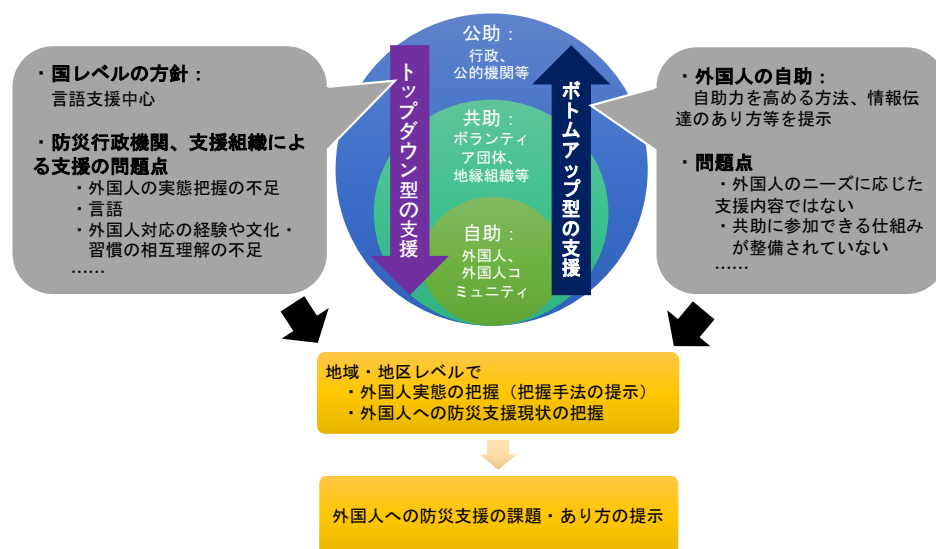 ・国レベルの方針：
言語支援中心
・防災行政機関、支援組織によ
る支援の問題点
・外国人の実態把握の不足
・言語
・外国人対応の経験や文化・
習慣の相互理解の不足
……
トップダウン型の支援
公助：
行政、
公的機関等
共助：
ボランティ
ア団体、
地縁組織等
自助：
外国人、
外国人コ
ミュニティ
ボトムアップ型の支援
・外国人の自助：
自助力を高める方法、情報伝
達のあり方等を提示
・問題点
・外国人のニーズに応じた
支援内容ではない
・共助に参加できる仕組み
が整備されていない
……
地域・地区レベルで
・外国人実態の把握（把握手法の提示）
・外国人への防災支援現状の把握
外国人への防災支援の課題・あり方の提示